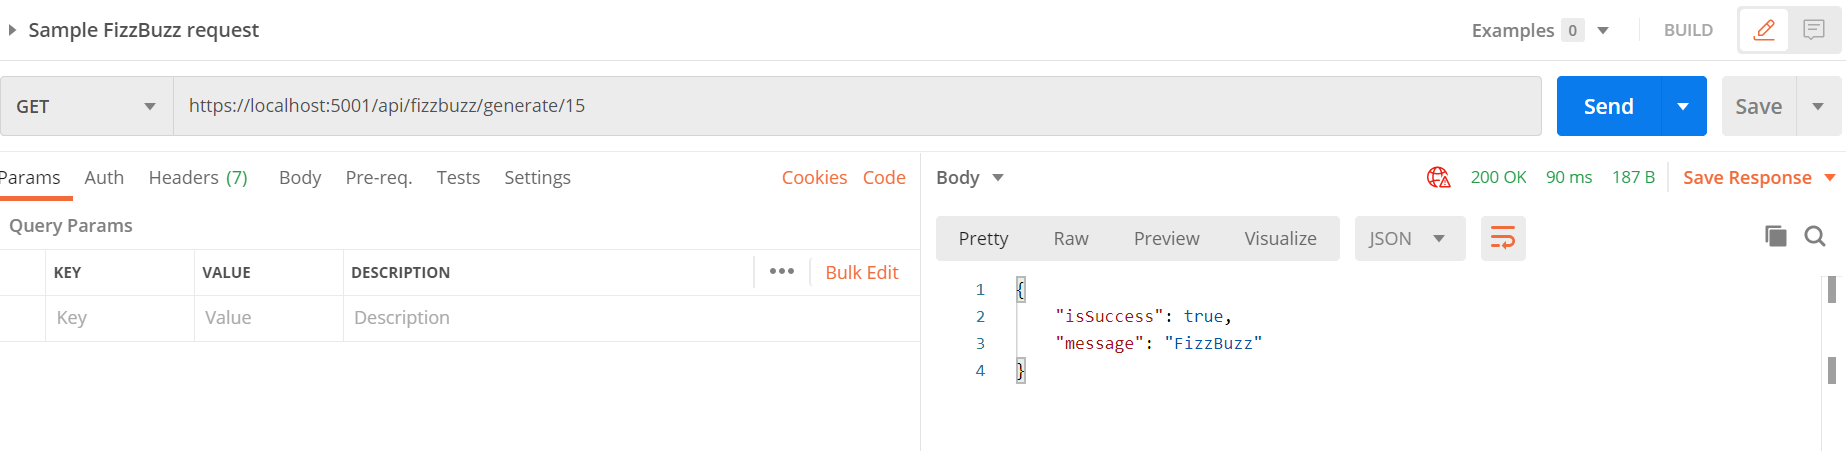 Sample FizzBuzz request
Examples 0
BUILD
GET
https://localhost:5001/api/fizzbuzz/generate/15
Send
Save
Params Auth Headers (7) Body Pre-req. Tests Settings Cookies Code
Query Params
KEY VALUE DESCRIPTION ••• Bulk Edit
Key Value Description
Body 200 OK 90 ms 187 B Save Response
Pretty Raw Preview Visualize JSON
1 {
2 "isSuccess": true,
3 "message": "FizzBuzz"
4 }